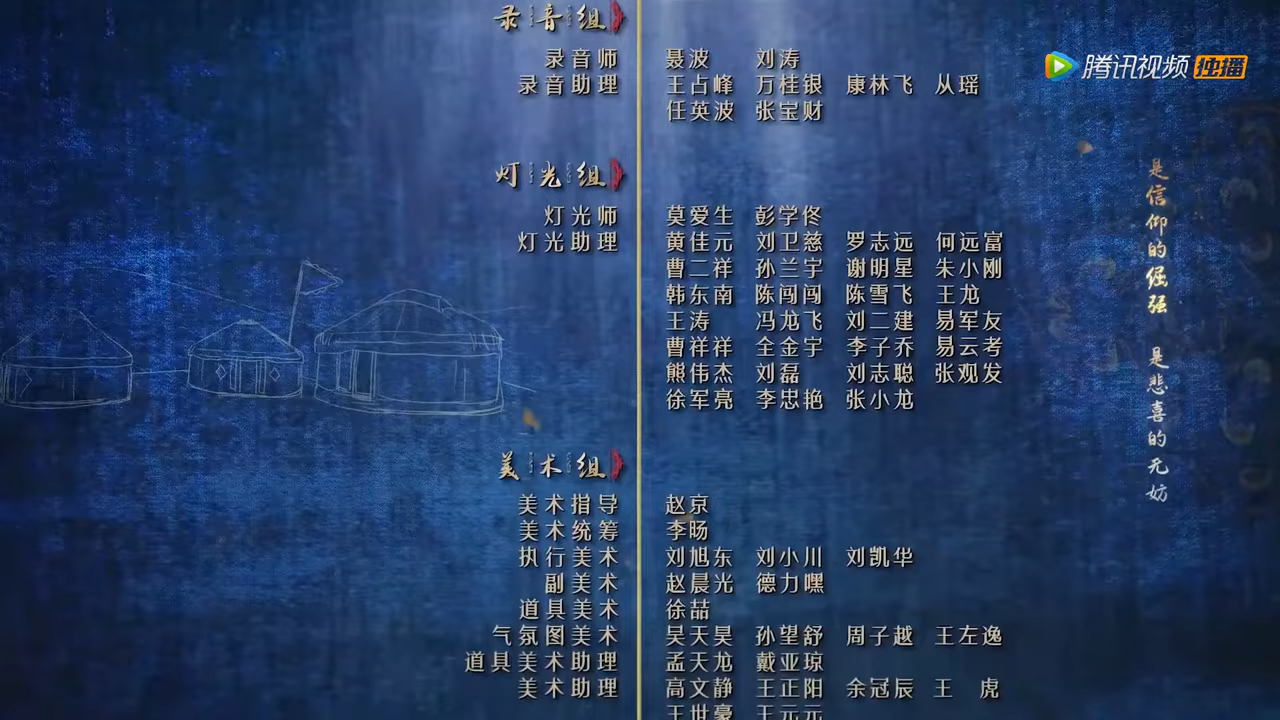 录音组
录音师 聂波 刘涛
录音助理 王占峰 万桂银 康林飞 从瑶
任英波 张宝财
灯光组
灯光师 莫爱生 彭学佟
灯光助理 黄佳元 刘卫慈 罗志远 何远富
曹二祥 孙兰宇 谢明星 朱小刚
韩东南 陈闯闯 陈雪飞 王龙
王涛 冯龙飞 刘二建 易军友
曹祥祥 全金宇 李子乔 易云考
熊伟杰 刘磊 刘志聪 张观发
徐军亮 李忠艳 张小龙
美术组
美术指导 赵京
美术统筹 李旸
执行美术 刘旭东 刘小川 刘凯华
副美术 赵晨光 德力嘿
道具美术 徐喆
气氛图美术 吴天昊 孙望舒 周子越 王左逸
道具美术助理 孟天龙 戴亚琼
美术助理 高文静 王正阳 余冠辰 王 虎
王世豪 王元元
腾讯视频 独播
是信仰的倔强 是悲喜的无妨